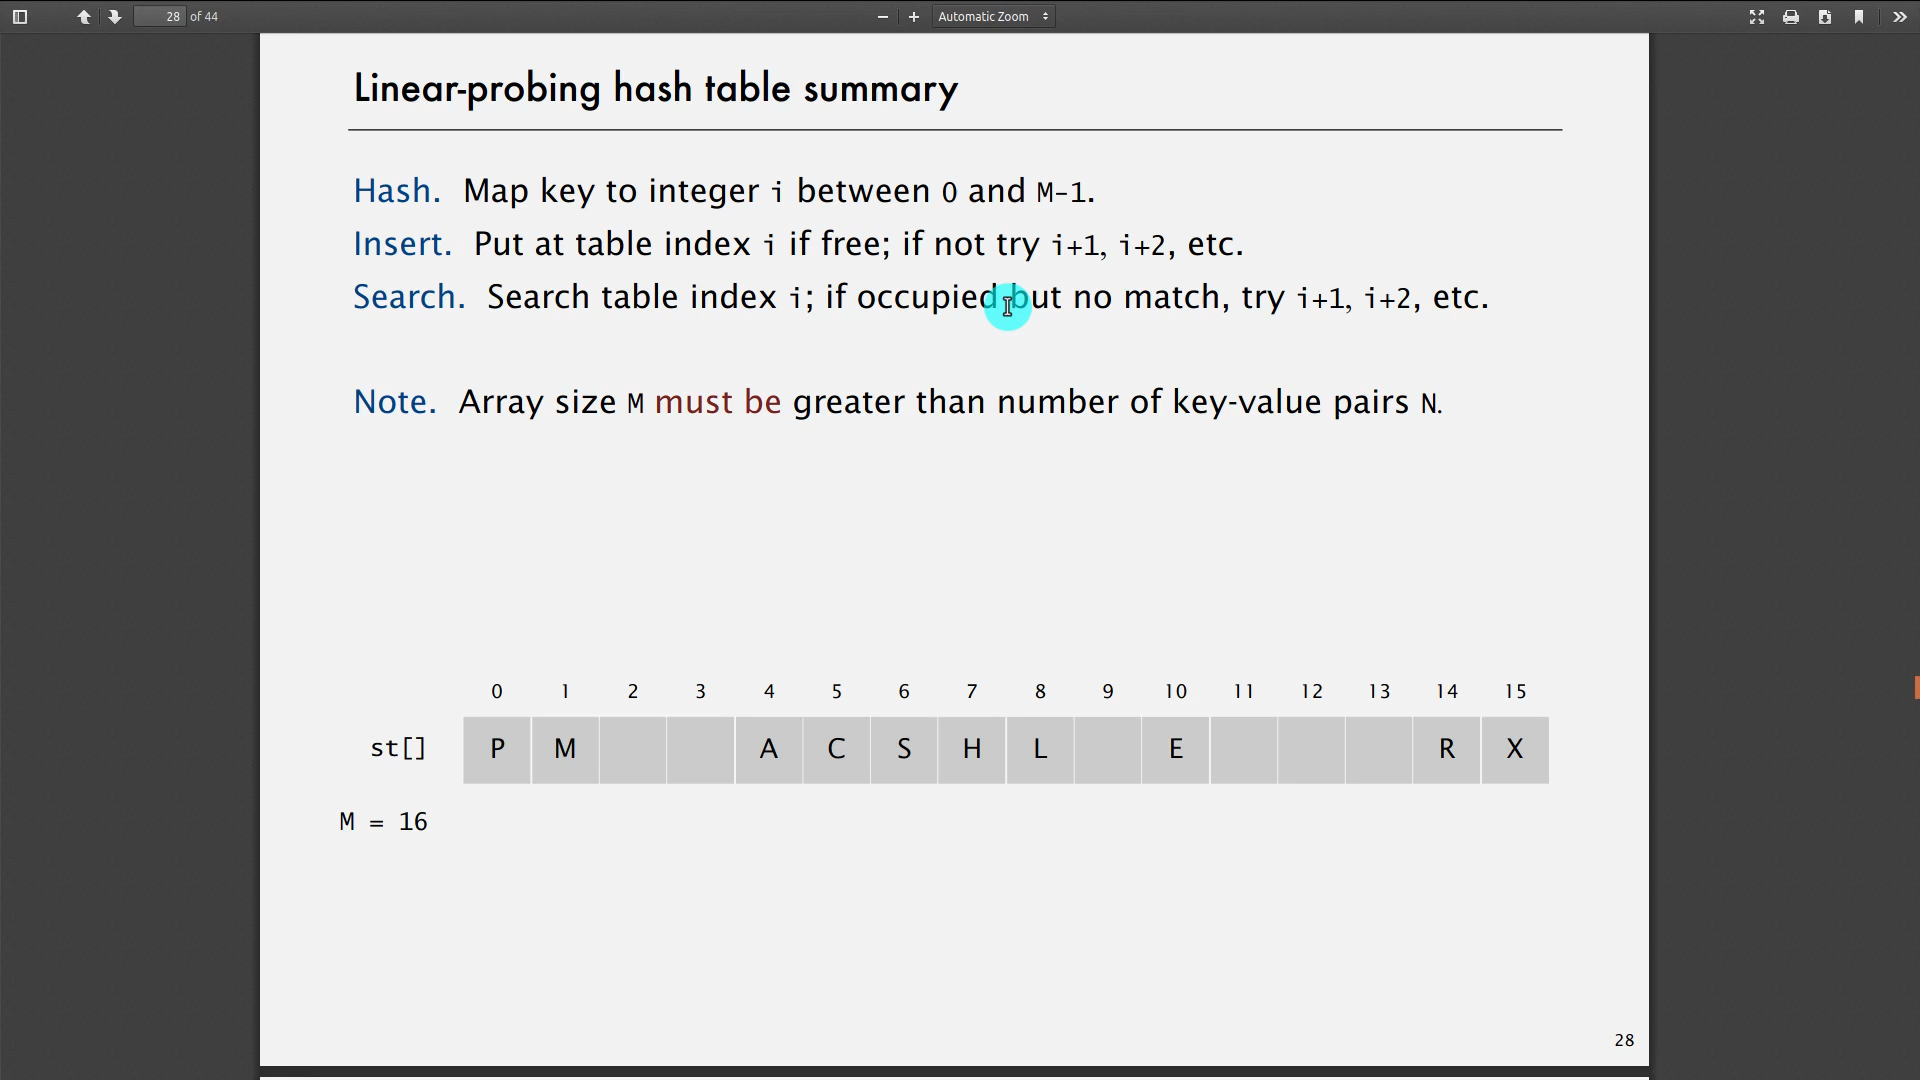 28 of 44 Automatic Zoom
Linear-probing hash table summary
Hash. Map key to integer i between 0 and M-1.
Insert. Put at table index i if free; if not try i+1, i+2, etc.
Search. Search table index i; if occupied but no match, try i+1, i+2, etc.
Note. Array size M must be greater than number of key-value pairs N.
0 1 2 3 4 5 6 7 8 9 10 11 12 13 14 15
st[] P M A C S H L E R X
M = 16
28